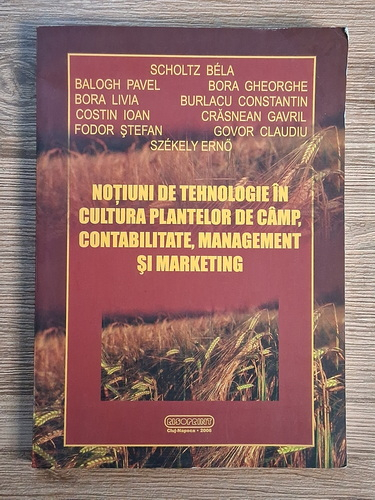 SCHOLTZ BÉLA
BALOGH PAVEL BORA GHEORGHE
BORA LIVIA BURLACU CONSTANTIN
COSTIN IOAN CRĂSNEAN GAVRIL
FODOR ŞTEFAN GOVOR CLAUDIU
SZÉKELY ERNŐ
NOŢIUNI DE TEHNOLOGIE ÎN
CULTURA PLANTELOR DE CÂMP,
CONTABILITATE, MANAGEMENT
ŞI MARKETING
RISOPRINT
Cluj-Napoca • 2006